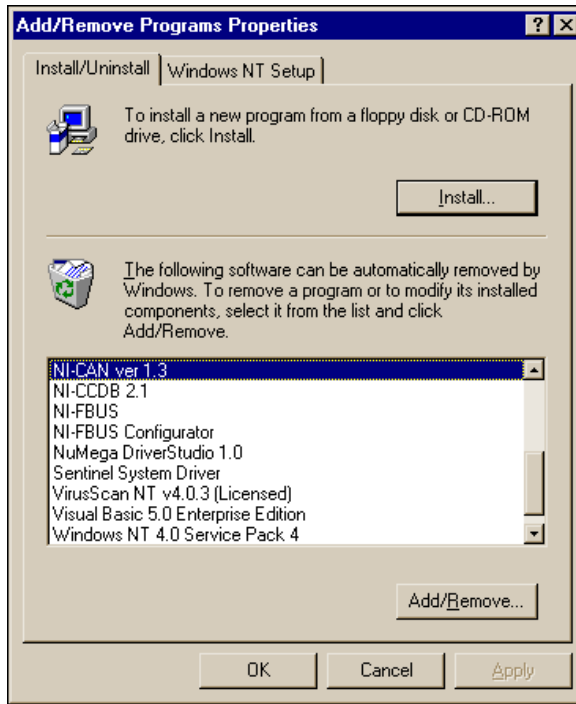 Add/Remove Programs Properties
Install/Uninstall
Windows NT Setup
To install a new program from a floppy disk or CD-ROM
drive, click Install.
Install...
The following software can be automatically removed by
Windows. To remove a program or to modify its installed
components, select it from the list and click
Add/Remove.
NI-CAN ver 1.3
NI-CCDB 2.1
NI-FBUS
NI-FBUS Configurator
NuMega DriverStudio 1.0
Sentinel System Driver
VirusScan NT v4.0.3 (Licensed)
Visual Basic 5.0 Enterprise Edition
Windows NT 4.0 Service Pack 4
Add/Remove...
OK
Cancel
Apply